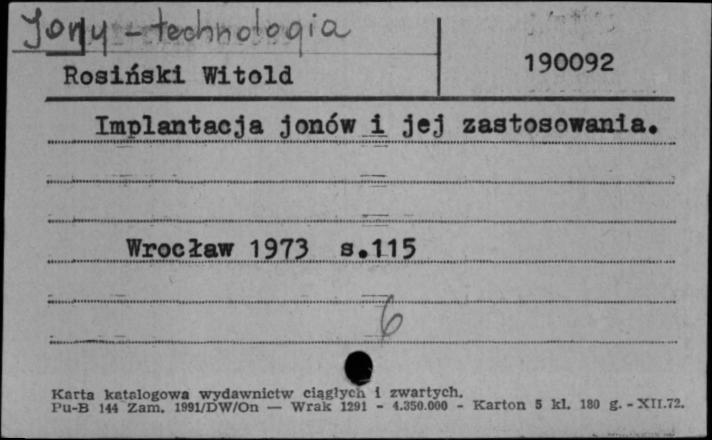 Jony - technologia
Rosiński Witold
190092
Implantacja jonów i jej zastosowania.
Wrocław 1973 s.115
6
Karta katalogowa wydawnictw ciągłych i zwartych.
Pu-B 144 Zam. 1991/DW/On — Wrak 1291 - 4.350.000 - Karton 5 kl. 180 g. - XII.72.